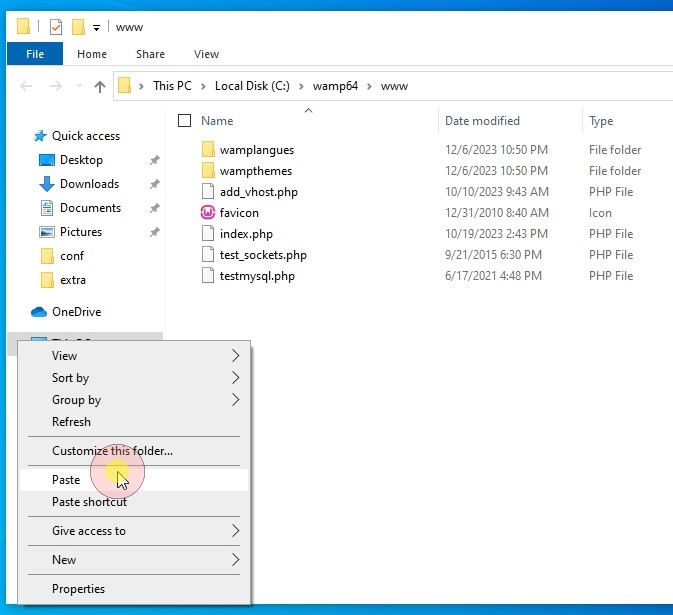 www
File Home Share View
This PC > Local Disk (C:) > wamp64 > www
Name Date modified Type
Quick access
Desktop
Downloads
Documents
Pictures
conf
extra
OneDrive
wamplangues 12/6/2023 10:50 PM File folder
wampthemes 12/6/2023 10:50 PM File folder
add_vhost.php 10/10/2023 9:43 AM PHP File
favicon 12/31/2010 8:40 AM Icon
index.php 10/19/2023 2:43 PM PHP File
test_sockets.php 9/21/2015 6:30 PM PHP File
testmysql.php 6/17/2021 4:48 PM PHP File
View
Sort by
Group by
Refresh
Customize this folder...
Paste
Paste shortcut
Give access to
New
Properties